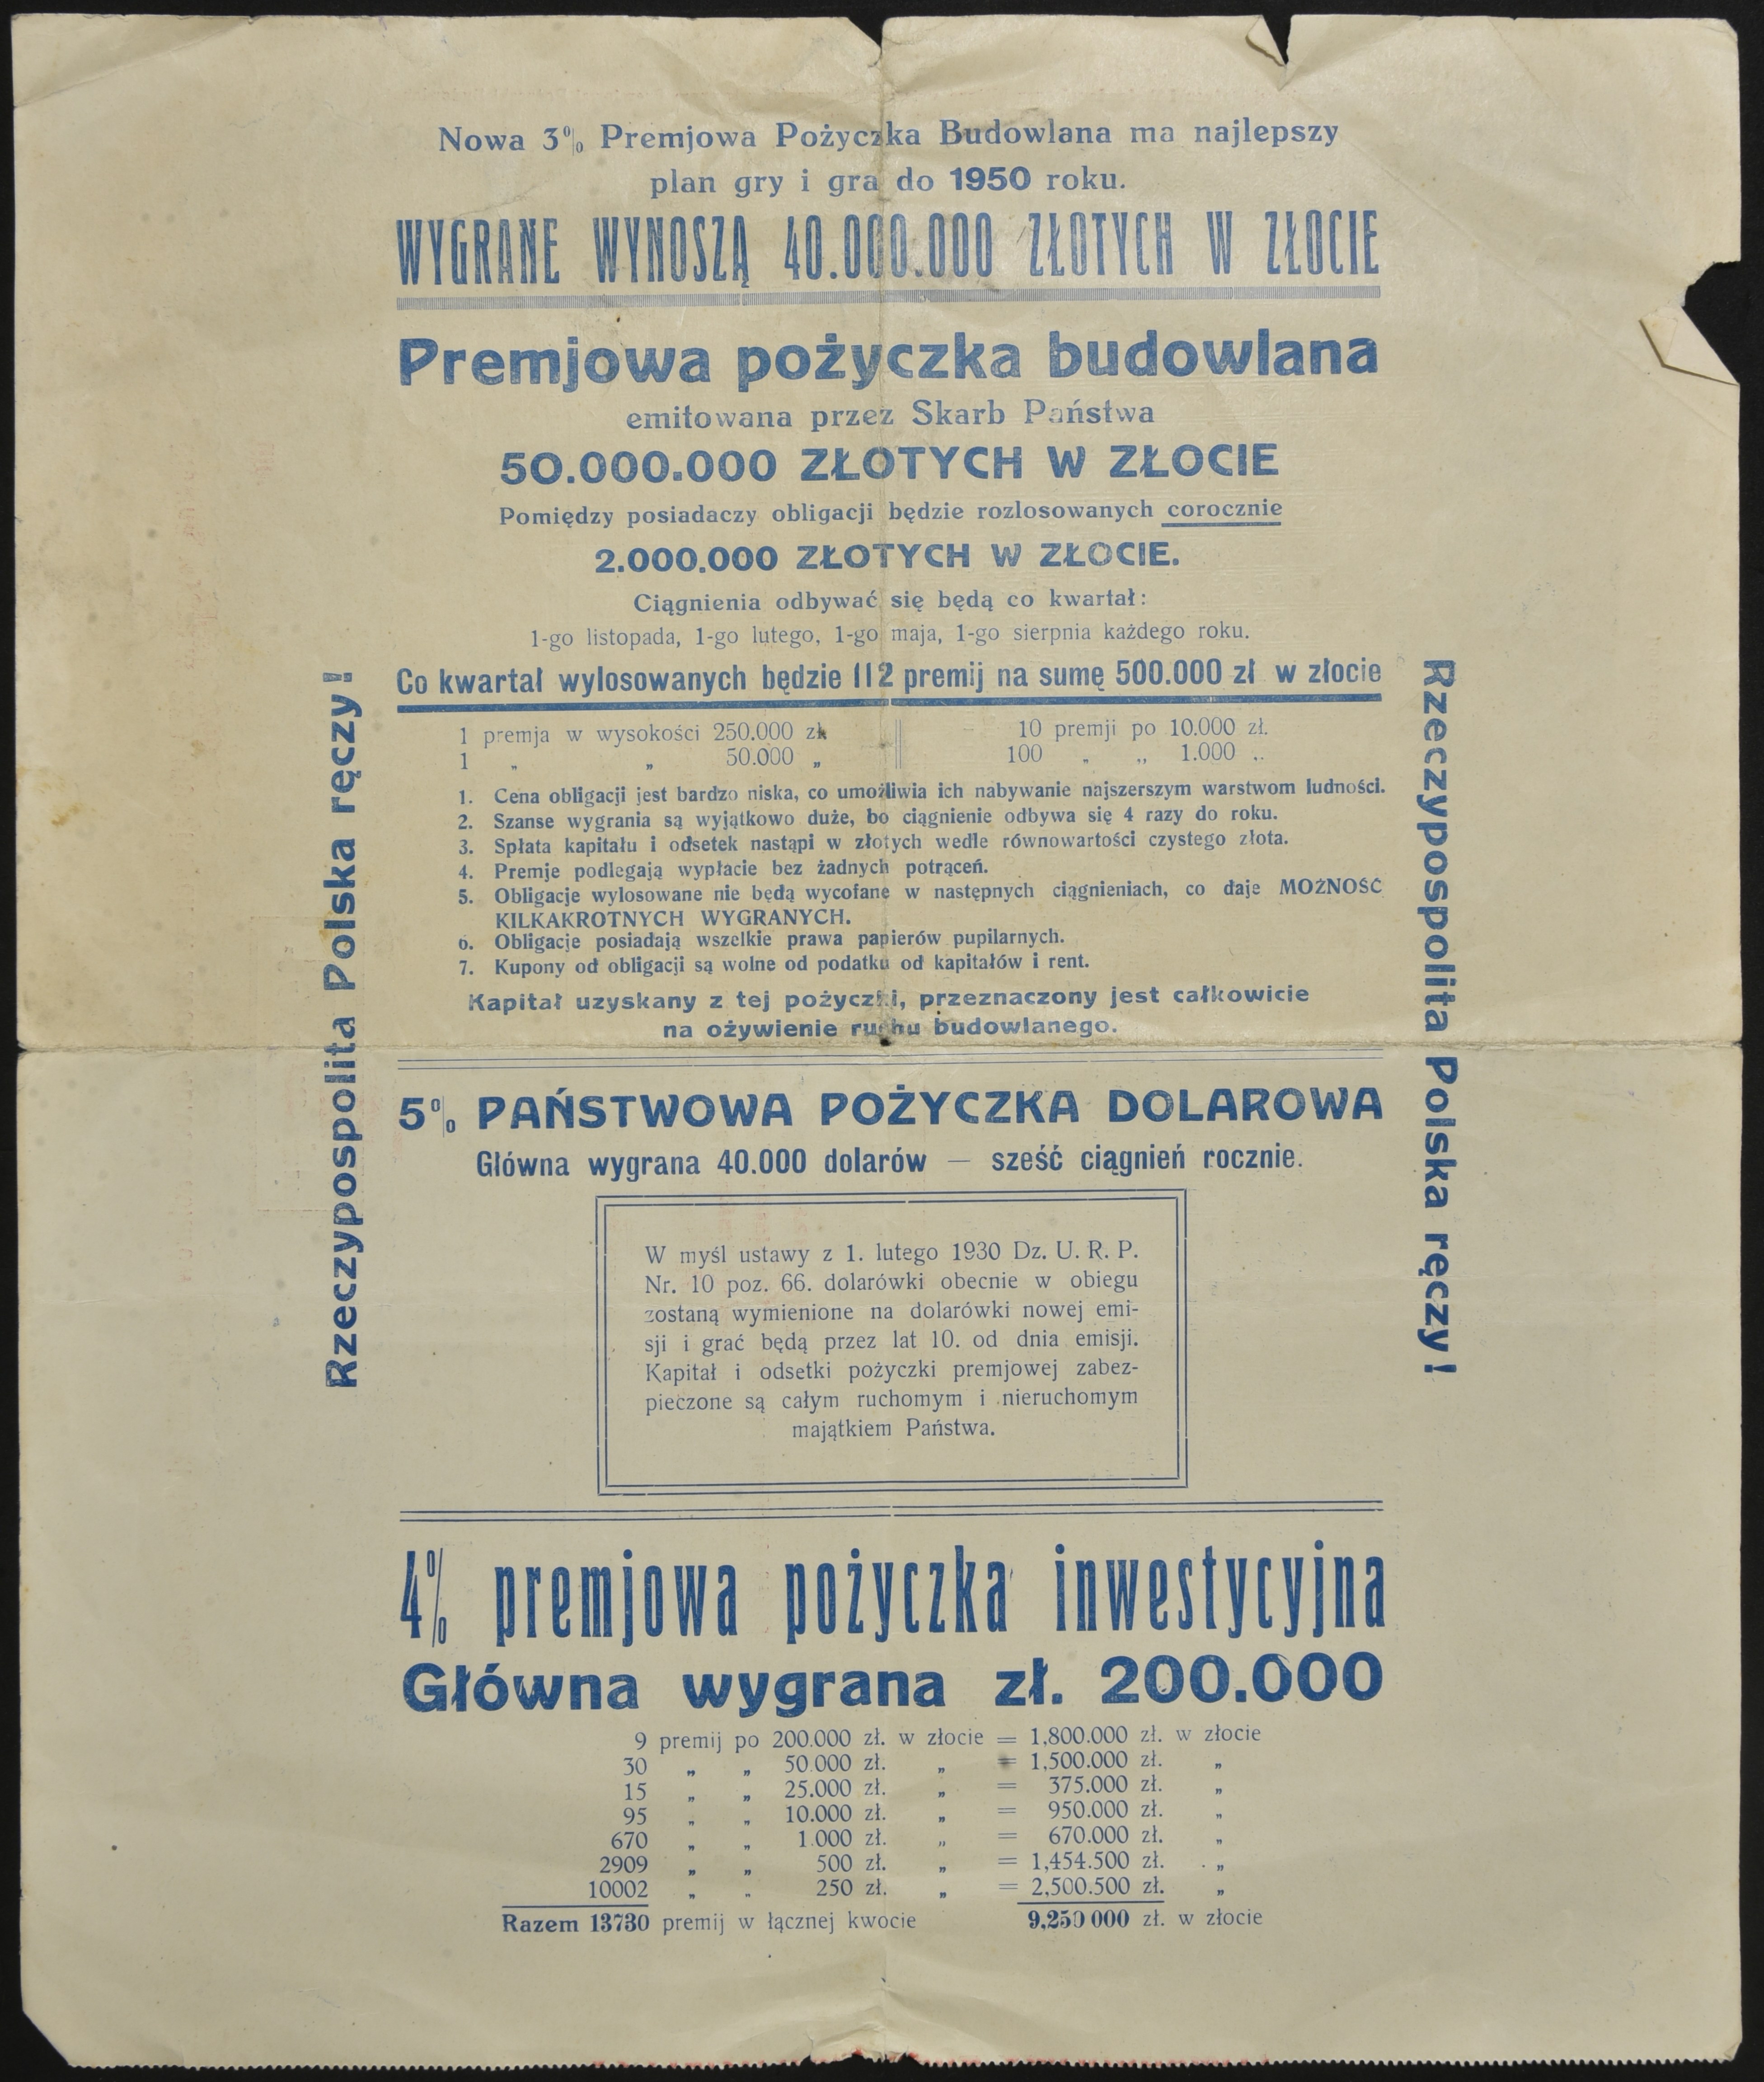 Nowa 3% Premjowa Pożyczka Budowlana ma najlepszy
plan gry i gra do 1950 roku.
WYGRANE WYNOSZĄ 40.000.000 ZŁOTYCH W ZŁOCIE
Premjowa pożyczka budowlana
emitowana przez Skarb Państwa
50.000.000 ZŁOTYCH W ZŁOCIE
Pomiędzy posiadaczy obligacji będzie rozlosowanych corocznie
2.000.000 ZŁOTYCH W ZŁOCIE.
Ciągnienia odbywać się będą co kwartał:
1-go listopada, 1-go lutego, 1-go maja, 1-go sierpnia każdego roku.
Co kwartał wylosowanych będzie 112 premij na sumę 500.000 zł w złocie
1 premja w wysokości 250.000 zł. 10 premji po 10.000 zł.
1 „ „ 50.000 „ 100 „ „ 1.000 „
1. Cena obligacji jest bardzo niska, co umożliwia ich nabywanie najszerszym warstwom ludności.
2. Szanse wygrania są wyjątkowo duże, bo ciągnienie odbywa się 4 razy do roku.
3. Spłata kapitału i odsetek nastąpi w złotych wedle równowartości czystego złota.
4. Premje podlegają wypłacie bez żadnych potrąceń.
5. Obligacje wylosowane nie będą wycofane w następnych ciągnieniach, co daje MOŻNOŚĆ
KILKAKROTNYCH WYGRANYCH.
6. Obligacje posiadają wszelkie prawa papierów pupilarnych.
7. Kupony od obligacji są wolne od podatku od kapitałów i rent.
Kapitał uzyskany z tej pożyczki, przeznaczony jest całkowicie
na ożywienie ruchu budowlanego.
Rzeczypospolita Polska ręczy!
Rzeczypospolita Polska ręczy!
5% PAŃSTWOWA POŻYCZKA DOLAROWA
Główna wygrana 40.000 dolarów — sześć ciągnień rocznie.
W myśl ustawy z 1. lutego 1930 Dz. U. R. P.
Nr. 10 poz. 66. dolarówki obecnie w obiegu
zostaną wymienione na dolarówki nowej emi-
sji i grać będą przez lat 10. od dnia emisji.
Kapitał i odsetki pożyczki premjowej zabez-
pieczone są całym ruchomym i nieruchomym
majątkiem Państwa.
4% premjowa pożyczka inwestycyjna
Główna wygrana zł. 200.000
9 premij po 200.000 zł. w złocie = 1,800.000 zł. w złocie
30 „ „ 50.000 zł. „ = 1,500.000 zł. „
15 „ „ 25.000 zł. „ = 375.000 zł. „
95 „ „ 10.000 zł. „ = 950.000 zł. „
670 „ „ 1.000 zł. „ = 670.000 zł. „
2909 „ „ 500 zł. „ = 1,454.500 zł. „
10002 „ „ 250 zł. „ = 2,500.500 zł. „
Razem 13730 premij w łącznej kwocie 9,250 000 zł. w złocie